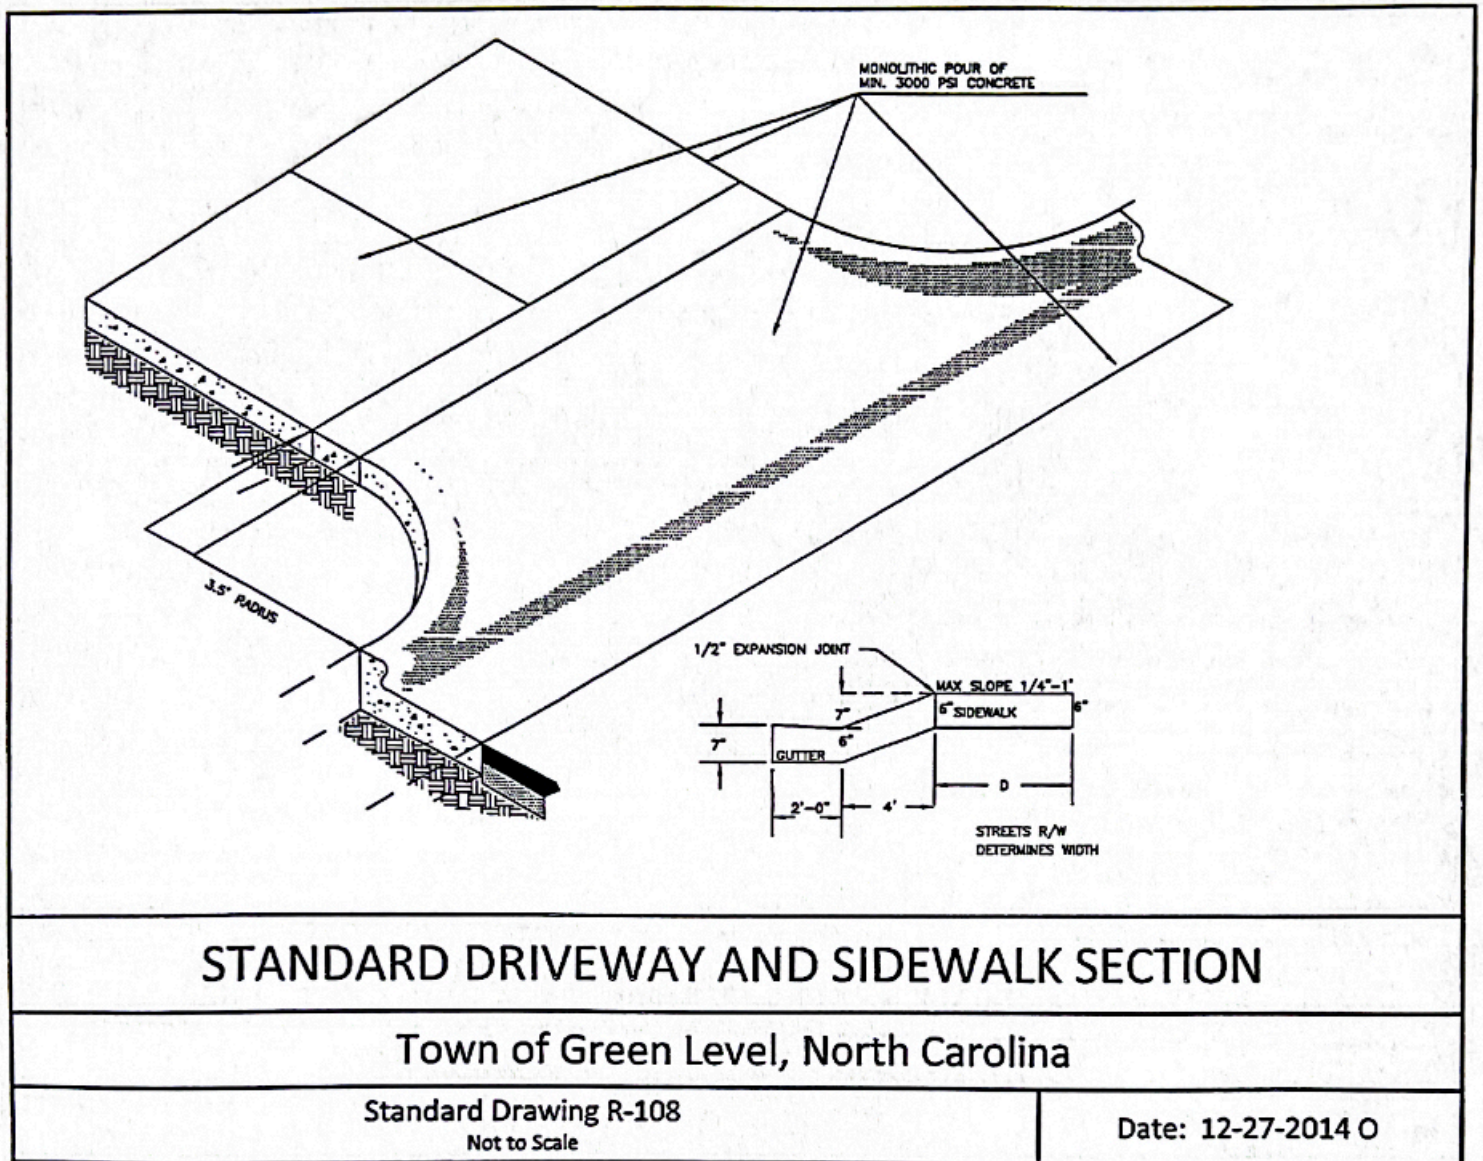 MONOLITHIC POUR OF
MIN. 3000 PSI CONCRETE
3.5' RADIUS
1/2" EXPANSION JOINT
MAX SLOPE 1/4"-1'
7"
6"
SIDEWALK
6"
7"
6"
GUTTER
2'-0"
4'
D
STREETS R/W
DETERMINES WIDTH
STANDARD DRIVEWAY AND SIDEWALK SECTION
Town of Green Level, North Carolina
Standard Drawing R-108
Not to Scale
Date: 12-27-2014 O